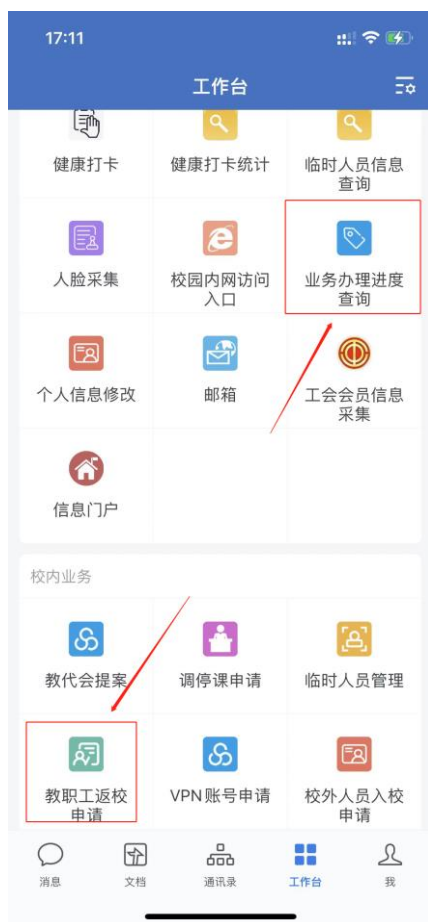 17:11
工作台
健康打卡
健康打卡统计
临时人员信息
查询
人脸采集
校园内网访问
入口
业务办理进度
查询
个人信息修改
邮箱
工会会员信息
采集
信息门户
校内业务
教代会提案
调停课申请
临时人员管理
教职工返校
申请
VPN账号申请
校外人员入校
申请
消息
文档
通讯录
工作台
我